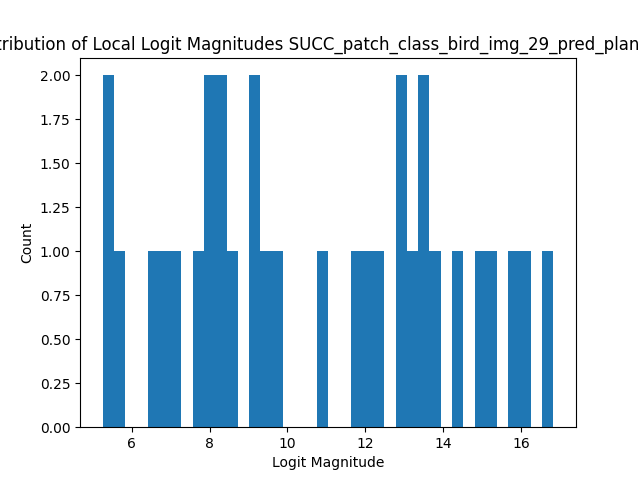 tribution of Local Logit Magnitudes SUCC_patch_class_bird_img_29_pred_plan
2.00
1.75
1.50
1.25
1.00
0.75
0.50
0.25
0.00
Count
6 8 10 12 14 16
Logit Magnitude